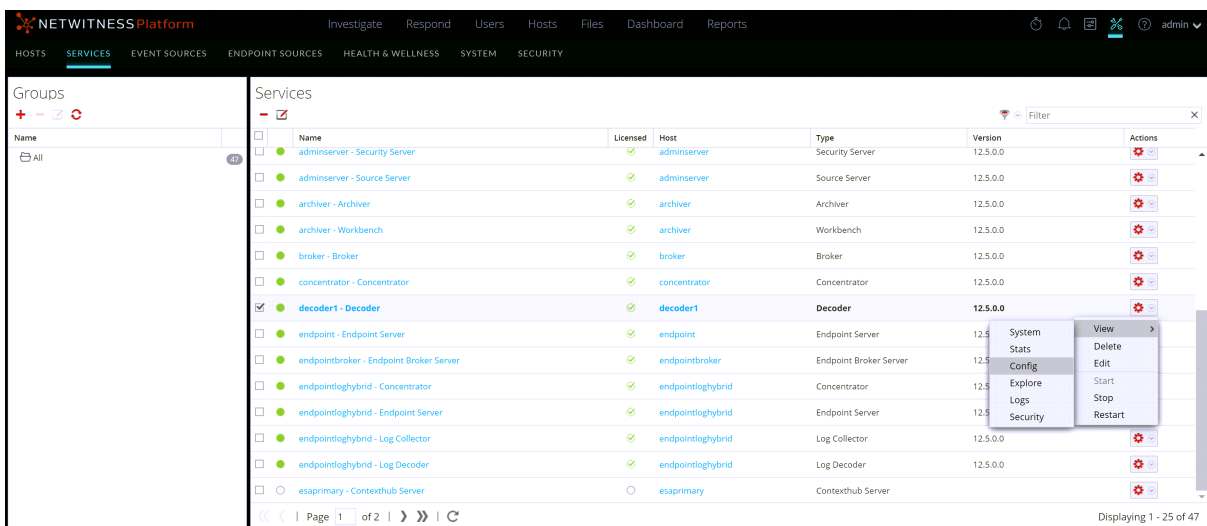 NETWITNESS Platform Investigate Respond Users Hosts Files Dashboard Reports admin
HOSTS SERVICES EVENT SOURCES ENDPOINT SOURCES HEALTH & WELLNESS SYSTEM SECURITY
Groups
Name
All 47
Services
Filter
Name Licensed Host Type Version Actions
adminserver - Security Server adminserver Security Server 12.5.0.0
adminserver - Source Server adminserver Source Server 12.5.0.0
archiver - Archiver archiver Archiver 12.5.0.0
archiver - Workbench archiver Workbench 12.5.0.0
broker - Broker broker Broker 12.5.0.0
concentrator - Concentrator concentrator Concentrator 12.5.0.0
decoder1 - Decoder decoder1 Decoder 12.5.0.0
endpoint - Endpoint Server endpoint Endpoint Server 12.5
endpointbroker - Endpoint Broker Server endpointbroker Endpoint Broker Server 12.5
endpointloghybrid - Concentrator endpointloghybrid Concentrator 12.5
endpointloghybrid - Endpoint Server endpointloghybrid Endpoint Server 12.5
endpointloghybrid - Log Collector endpointloghybrid Log Collector 12.5.0.0
endpointloghybrid - Log Decoder endpointloghybrid Log Decoder 12.5.0.0
esaprimary - Contexthub Server esaprimary Contexthub Server
System
Stats
Config
Explore
Logs
Security
View
Delete
Edit
Start
Stop
Restart
Page 1 of 2 Displaying 1 - 25 of 47